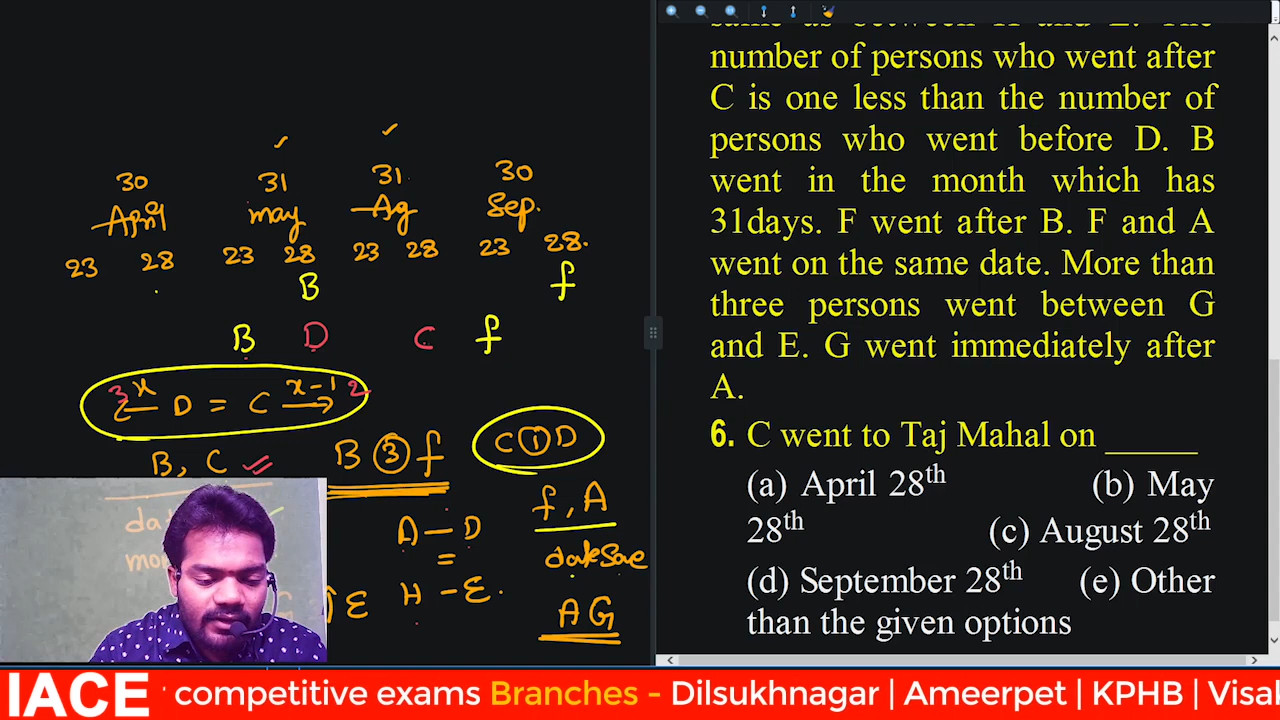 30 31 31 30
April may Ag Sep.
23 28 23 28 23 28 23 28.
B f
B D C f
3 x D = C x-1 2
B, C B 3 f C 1 D
f, A
A - D
=
date Same
E H - E.
A G
number of persons who went after
C is one less than the number of
persons who went before D. B
went in the month which has
31days. F went after B. F and A
went on the same date. More than
three persons went between G
and E. G went immediately after
A.
6. C went to Taj Mahal on ______
(a) April 28th (b) May
28th (c) August 28th
(d) September 28th (e) Other
than the given options
IACE competitive exams Branches - Dilsukhnagar | Ameerpet | KPHB | Visal